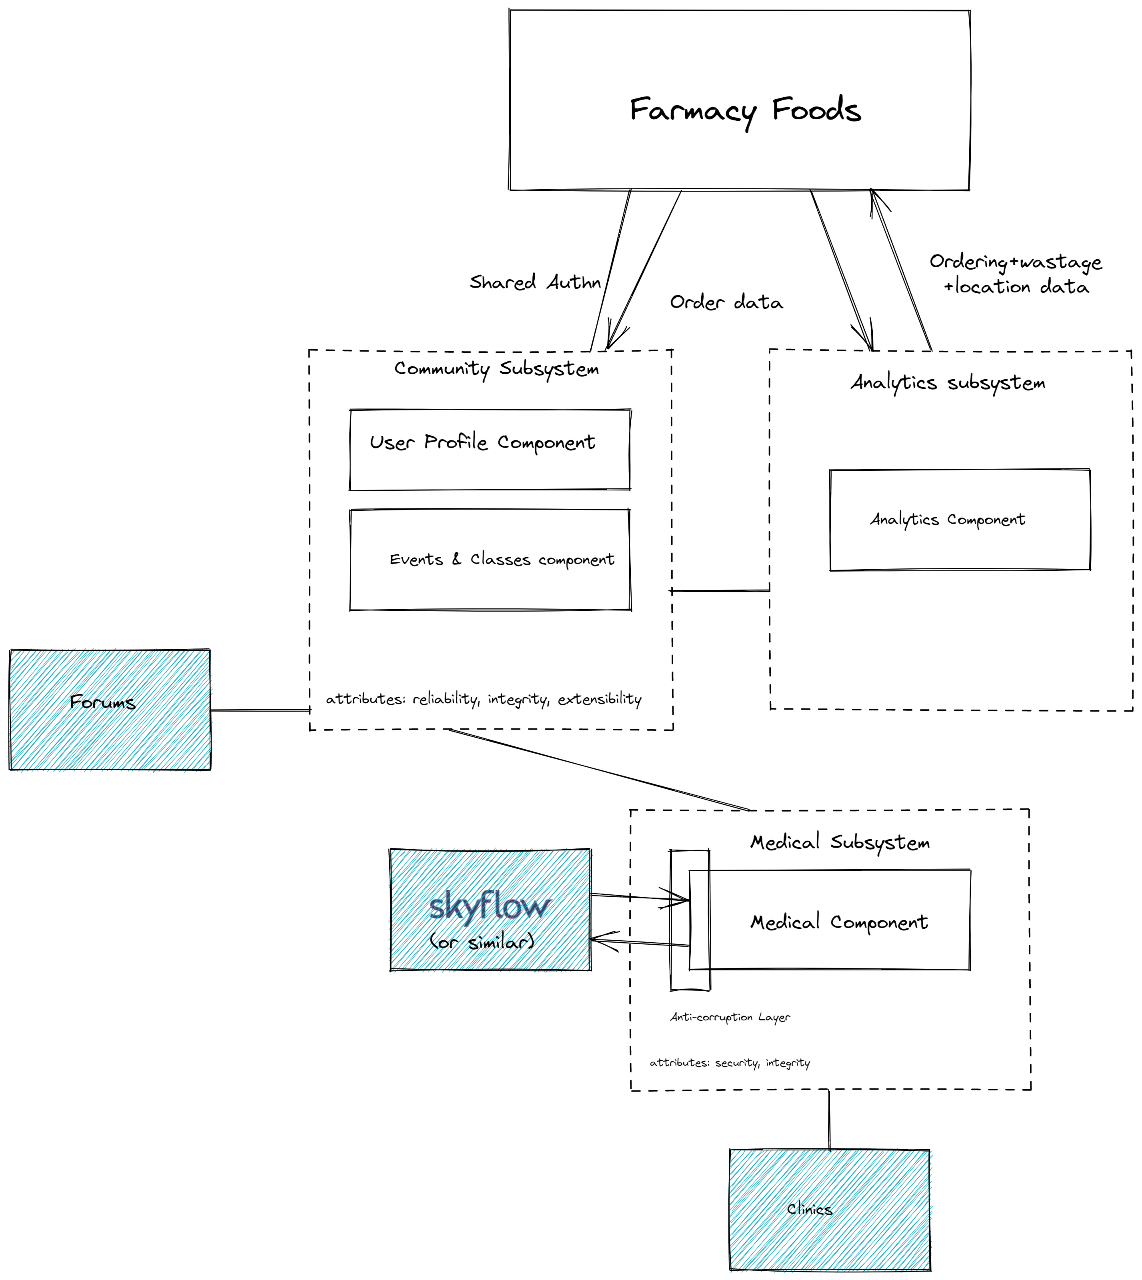 Farmacy Foods
Shared Authn
Order data
Ordering+wastage
+location data
Community Subsystem
User Profile Component
Events & Classes component
attributes: reliability, integrity, extensibility
Analytics subsystem
Analytics Component
Forums
skyflow
(or similar)
Medical Subsystem
Medical Component
Anti-corruption Layer
attributes: security, integrity
Clinics